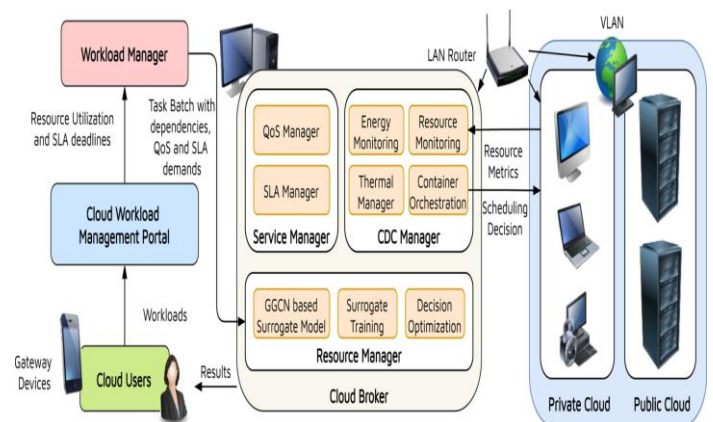 VLAN
Workload Manager
LAN Router
Resource Utilization
and SLA deadlines
Task Batch with
dependencies,
QoS and SLA
demands
QoS Manager
SLA Manager
Service Manager
Energy
Monitoring
Resource
Monitoring
Thermal
Manager
Container
Orchestration
CDC Manager
Resource
Metrics
Scheduling
Decision
Cloud Workload
Management Portal
GGCN based
Surrogate Model
Surrogate
Training
Decision
Optimization
Resource Manager
Workloads
Gateway
Devices
Cloud Users
Results
Cloud Broker
Private Cloud
Public Cloud